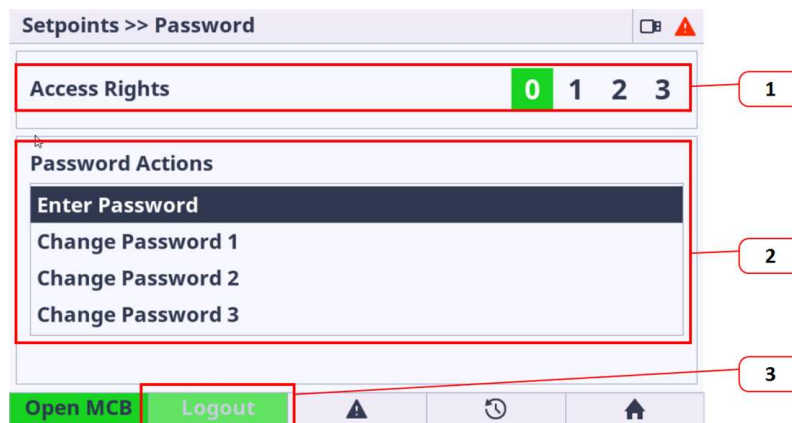 Setpoints >> Password
Access Rights 0 1 2 3
1
Password Actions
Enter Password
Change Password 1
Change Password 2
2
Change Password 3
3
Open MCB Logout